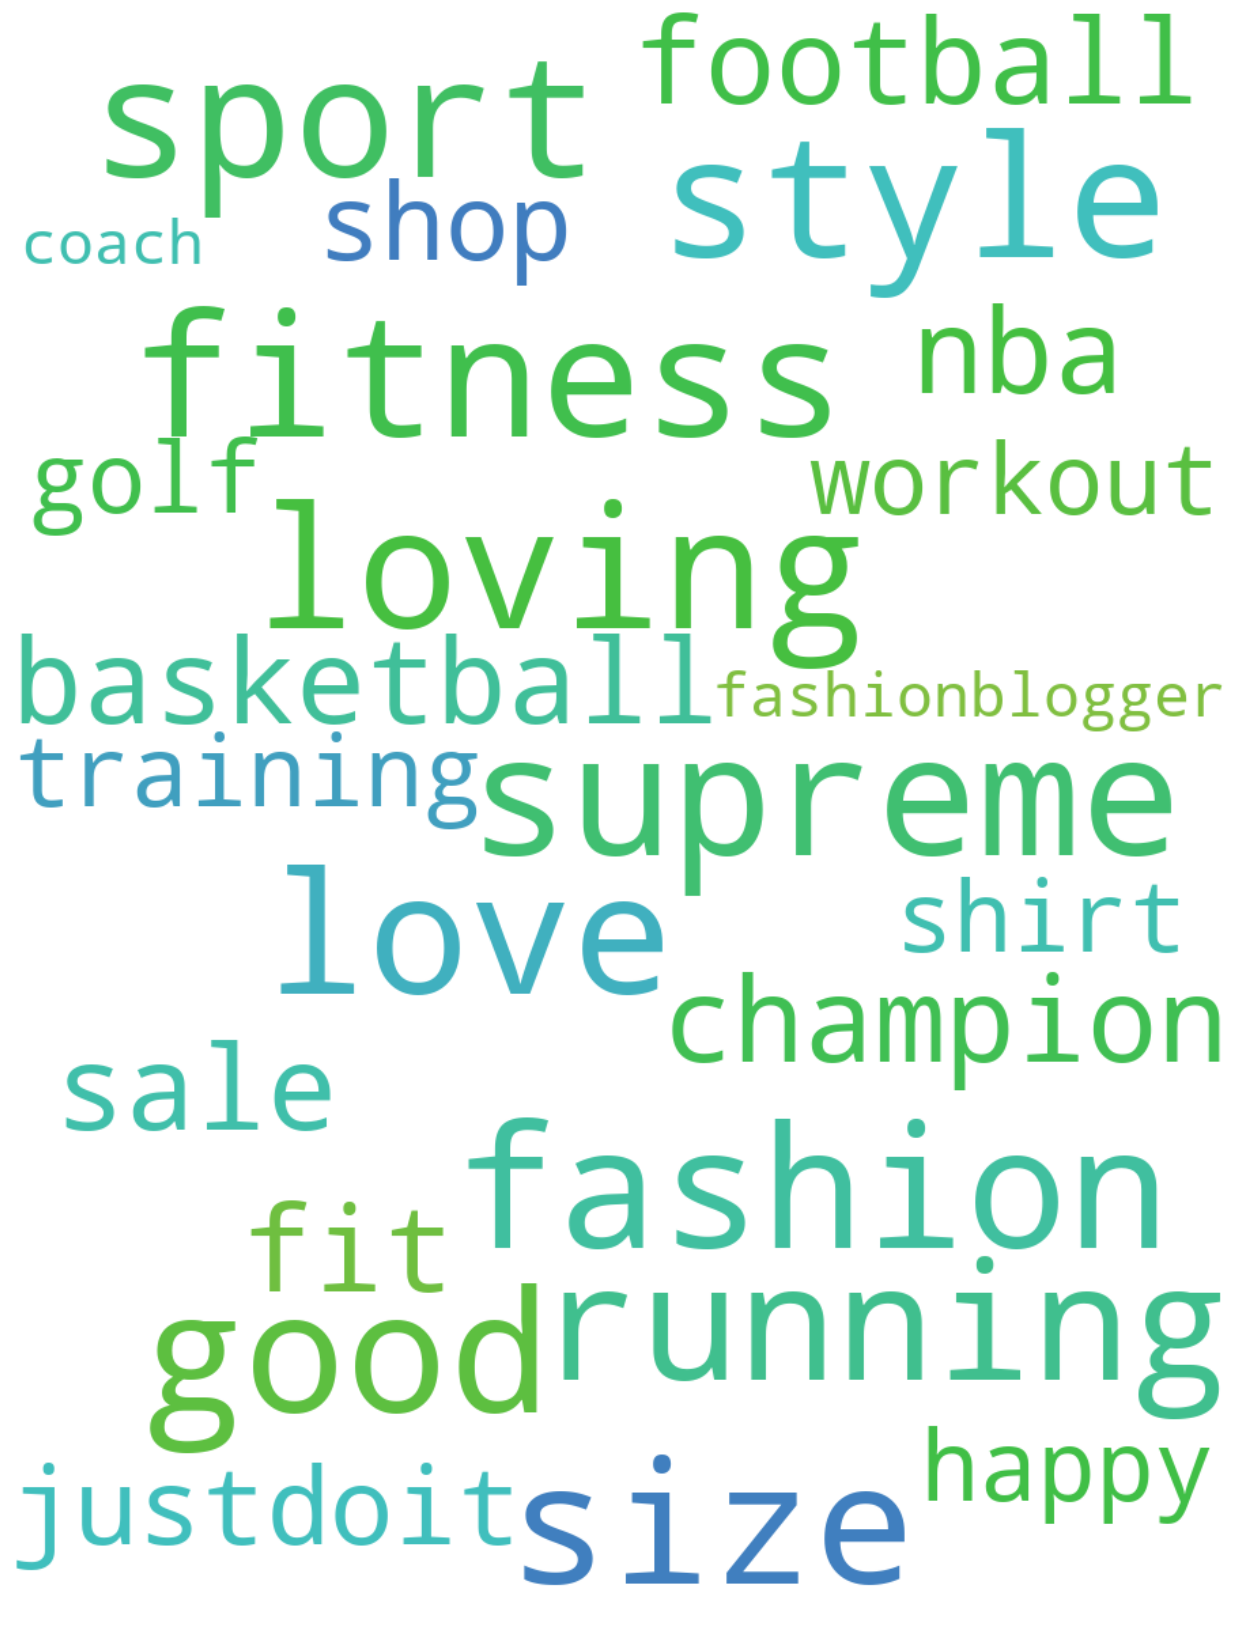 football
sport
style
shop
coach
fitness
nba
golf
workout
loving
basketball
fashionblogger
training
supreme
love
shirt
champion
sale
fashion
fit
running
good
happy
justdoit
size